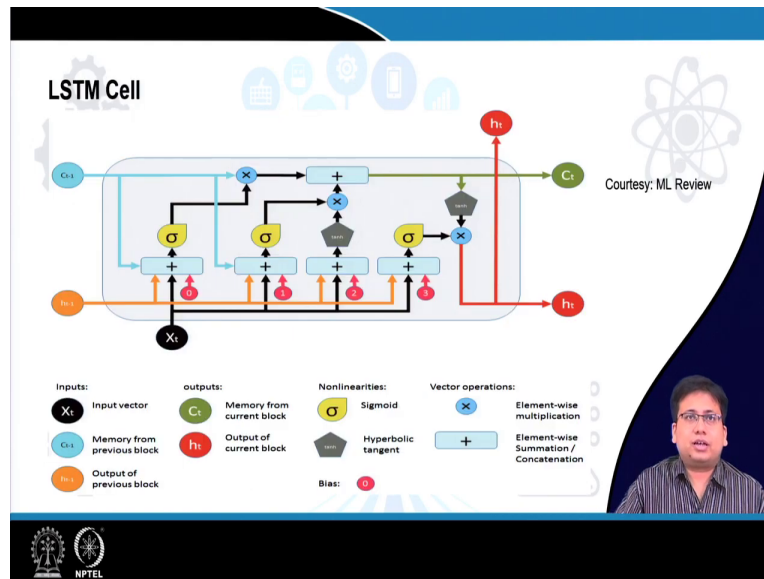 LSTM Cell
ht
Ct-1
×
+
Ct
Courtesy: ML Review
tanh
×
σ
σ
tanh
σ
×
+
+
+
+
0
1
2
3
ht-1
ht
Xt
Inputs:
outputs:
Nonlinearities:
Vector operations:
Xt
Input vector
Ct
Memory from
current block
σ
Sigmoid
×
Element-wise
multiplication
Ct-1
Memory from
previous block
ht
Output of
current block
tanh
Hyperbolic
tangent
+
Element-wise
Summation /
Concatenation
ht-1
Output of
previous block
Bias:
0
NPTEL